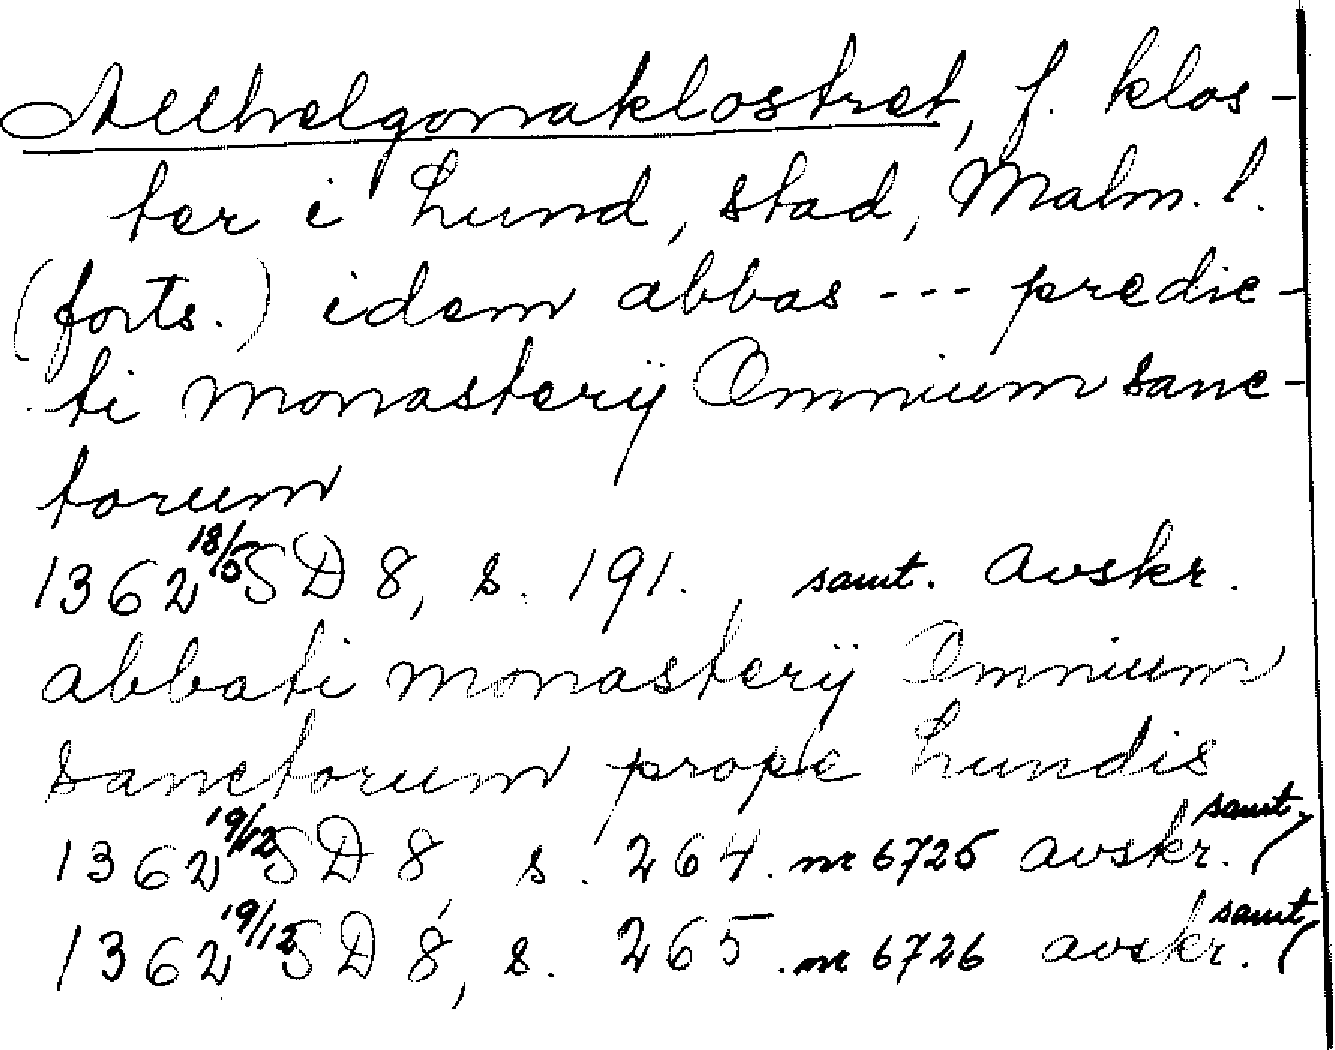 Allhelgonaklostret, f. klos-
ter i Lund, stad, Malm. l.
(forts.) idem abbas --- predic-
ti monasterij Omnium sanc-
torum
1362 18/5 SD 8, s. 191. samt. avskr.
abbati monasterij Omnium
sanctorum prope Lundis
1362 19/12 SD 8, s. 264. nr 6725 samt. avskr.
1362 19/12 SD 8, s. 265. nr 6726 samt. avskr.